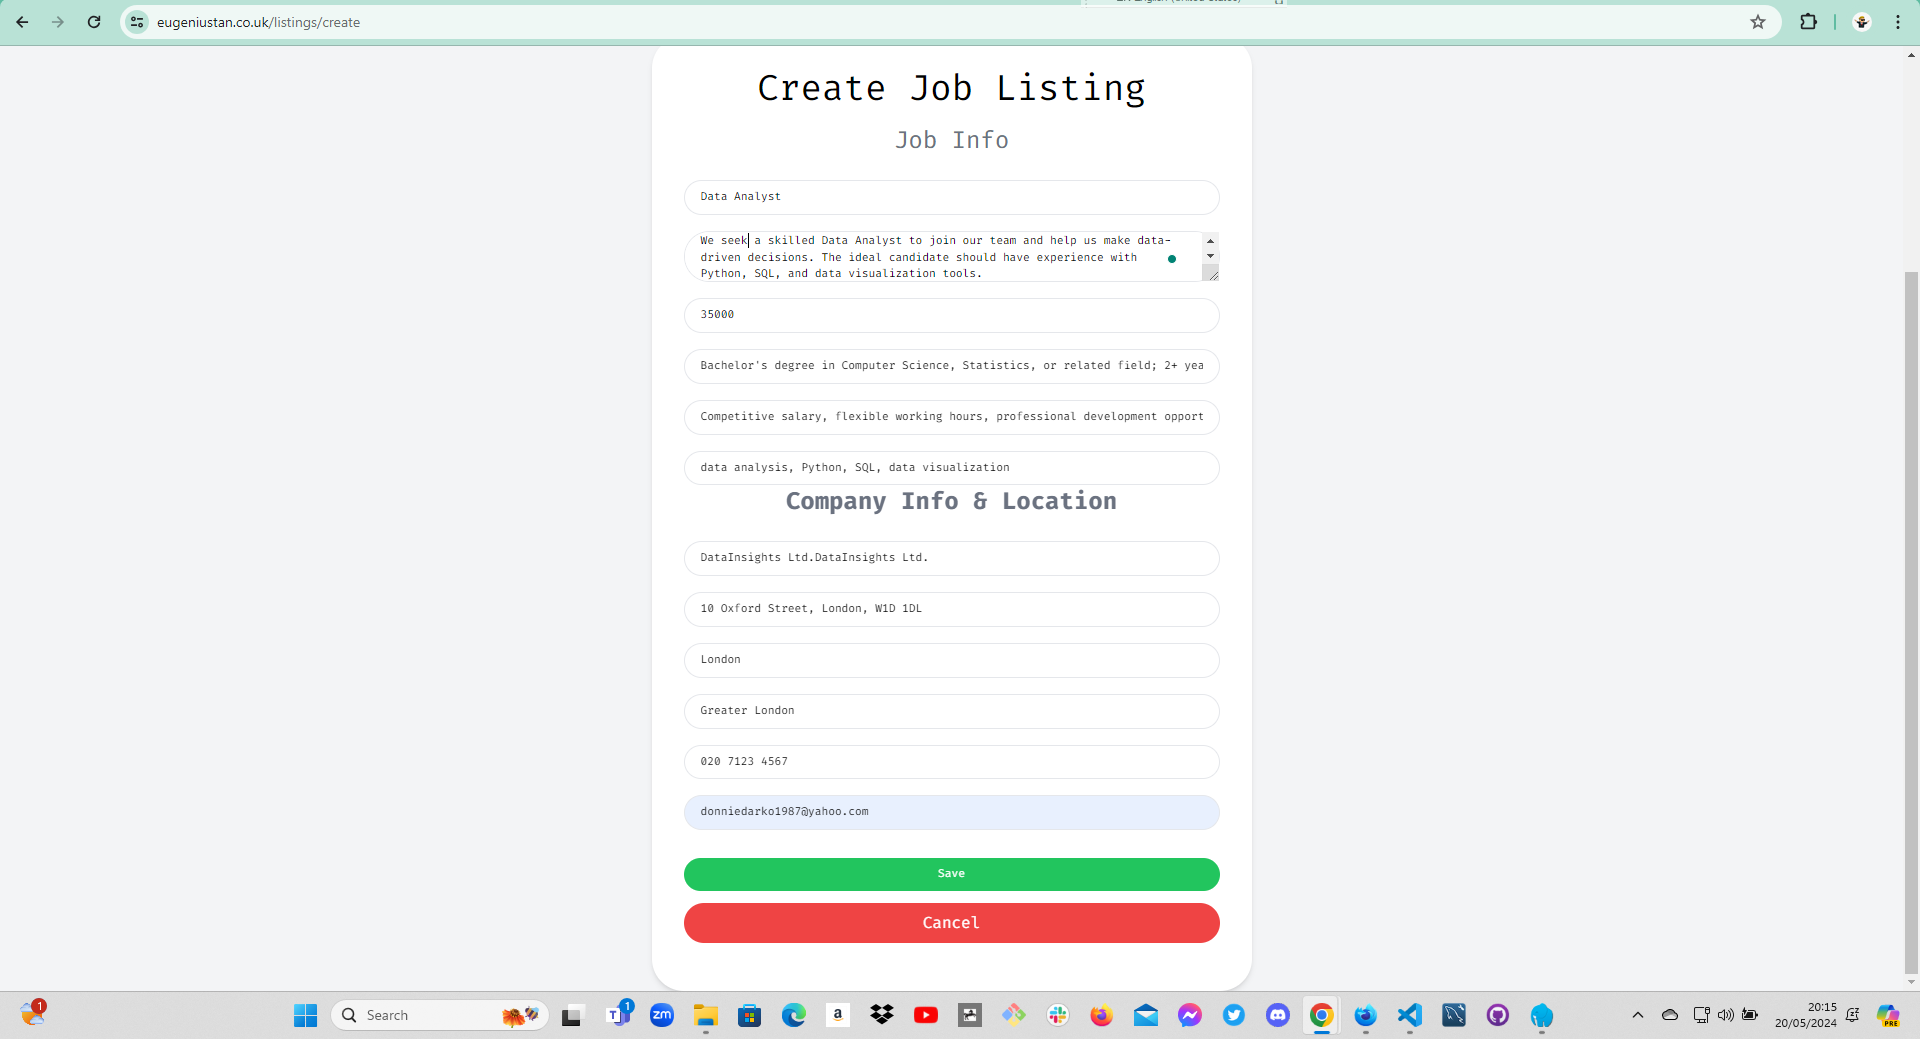 eugeniustan.co.uk/listings/create
Create Job Listing
Job Info
Data Analyst
We seek a skilled Data Analyst to join our team and help us make data-
driven decisions. The ideal candidate should have experience with
Python, SQL, and data visualization tools.
35000
Bachelor's degree in Computer Science, Statistics, or related field; 2+ yea
Competitive salary, flexible working hours, professional development opport
data analysis, Python, SQL, data visualization
Company Info & Location
DataInsights Ltd.DataInsights Ltd.
10 Oxford Street, London, W1D 1DL
London
Greater London
020 7123 4567
donniedarko1987@yahoo.com
Save
Cancel
1
Search
1
T
zm
a
PRE
20:15
20/05/2024